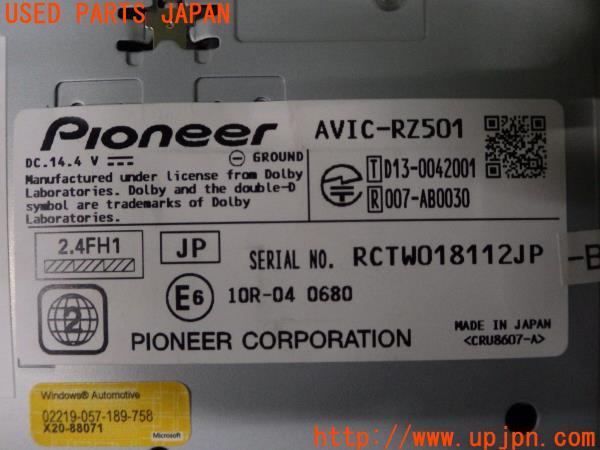 USED PARTS JAPAN
Pioneer
AVIC-RZ501
DC.14.4 V
GROUND
Manufactured under license from Dolby
Laboratories. Dolby and the double-D
symbol are trademarks of Dolby
Laboratories.
T D13-0042001
R 007-AB0030
2.4FH1
JP
SERIAL NO. RCTW018112JP
-B
2
E6
10R-04 0680
PIONEER CORPORATION
MADE IN JAPAN
<CRU8607-A>
Windows® Automotive
02219-057-189-758
X20-88071
Microsoft
http://www.upjpn.com